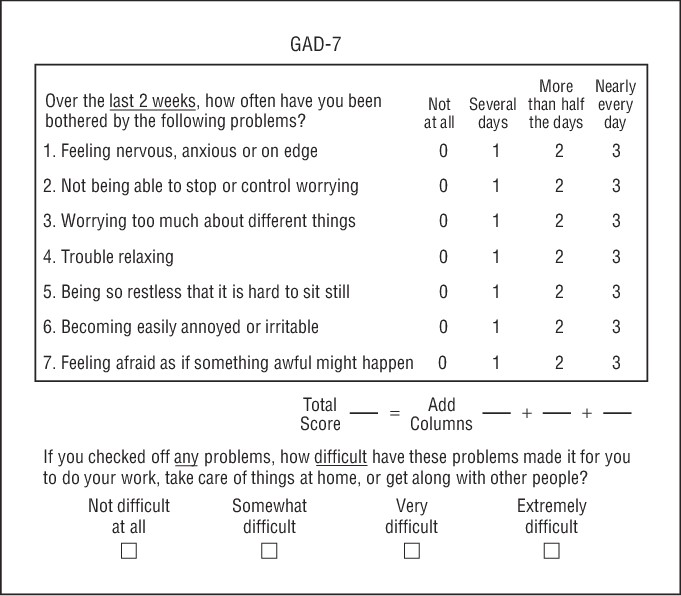 GAD-7
Over the last 2 weeks, how often have you been bothered by the following problems?
Not at all
Several days
More than half the days
Nearly every day
1. Feeling nervous, anxious or on edge 0 1 2 3
2. Not being able to stop or control worrying 0 1 2 3
3. Worrying too much about different things 0 1 2 3
4. Trouble relaxing 0 1 2 3
5. Being so restless that it is hard to sit still 0 1 2 3
6. Becoming easily annoyed or irritable 0 1 2 3
7. Feeling afraid as if something awful might happen 0 1 2 3
Total Score ___ = Add Columns ___ + ___ + ___
If you checked off any problems, how difficult have these problems made it for you
to do your work, take care of things at home, or get along with other people?
Not difficult at all
Somewhat difficult
Very difficult
Extremely difficult